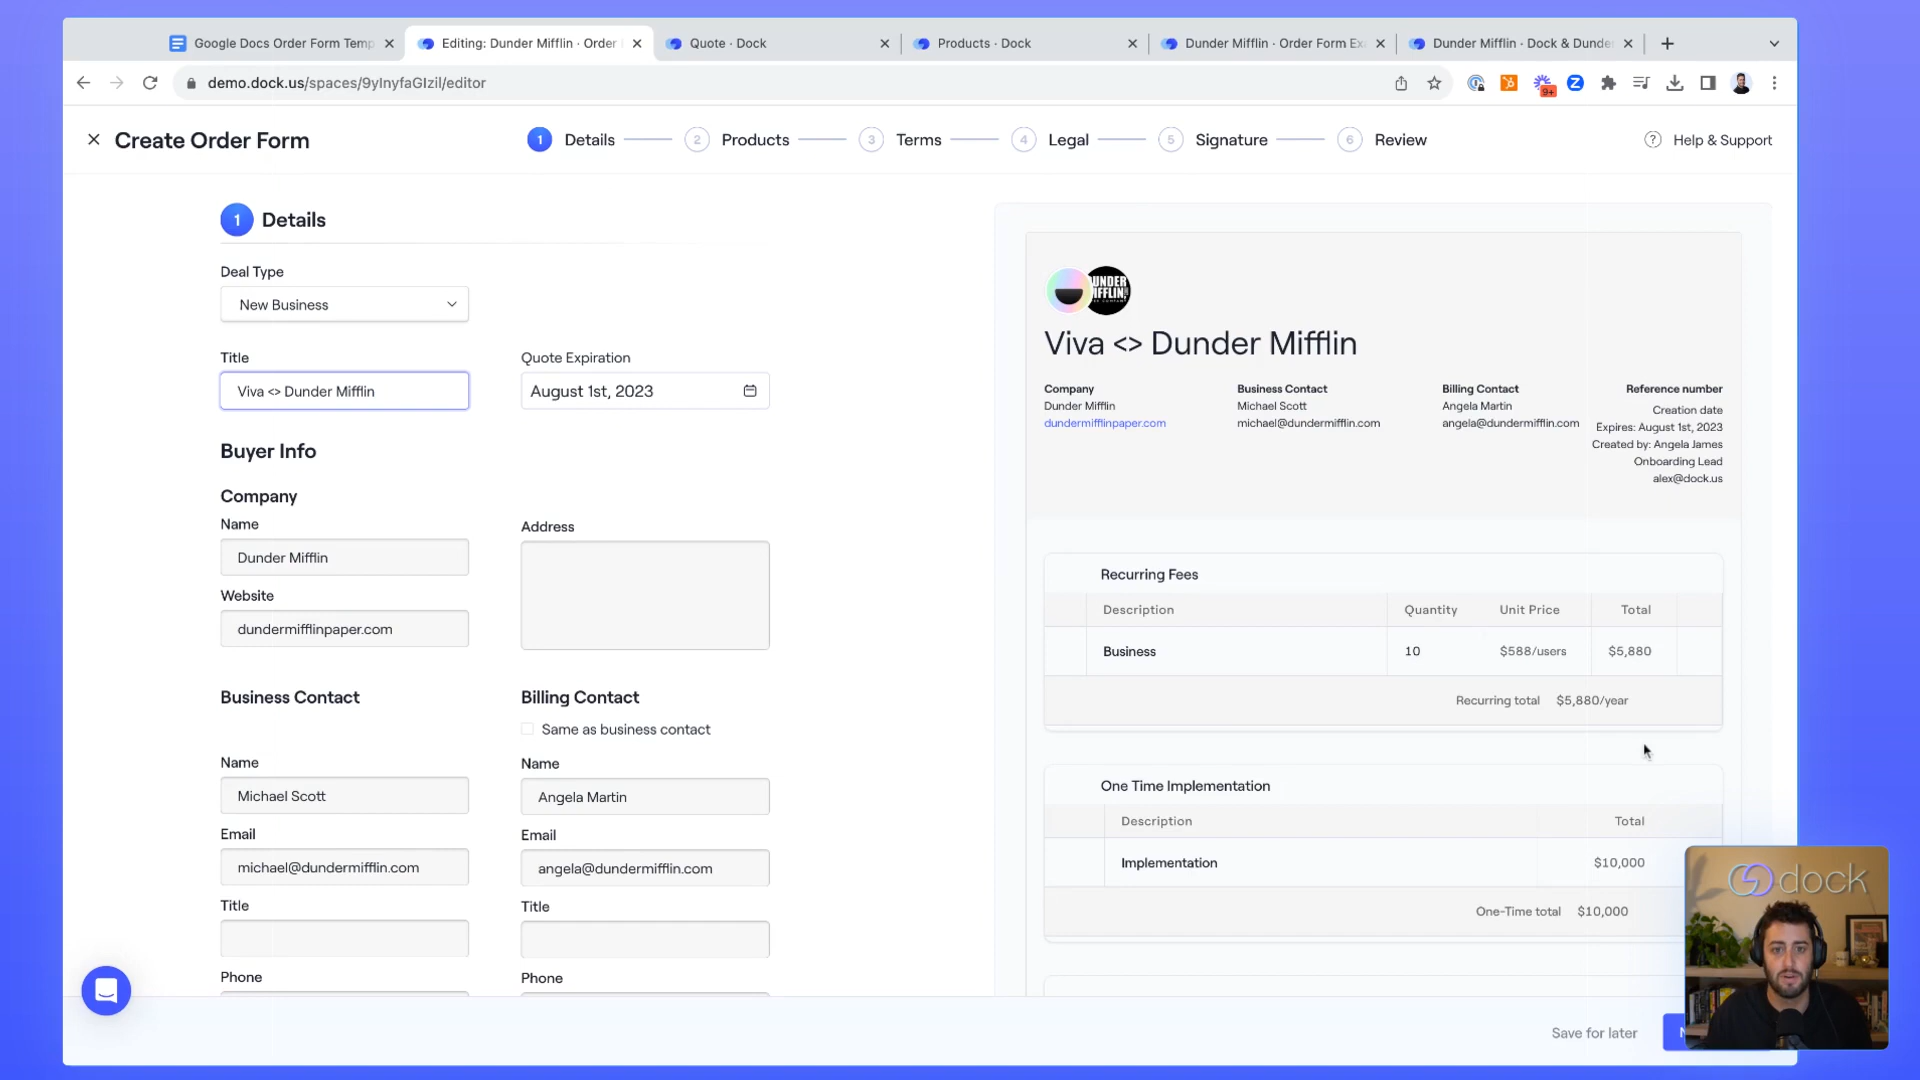 Google Docs Order Form Temp
Editing: Dunder Mifflin · Order
Quote · Dock
Products · Dock
Dunder Mifflin · Order Form Ex
Dunder Mifflin · Dock & Dunde
demo.dock.us/spaces/9yInyfaGIzil/editor
9+
Create Order Form
1 Details
2 Products
3 Terms
4 Legal
5 Signature
6 Review
? Help & Support
1 Details
Deal Type
New Business
Title
Quote Expiration
Viva <> Dunder Mifflin
August 1st, 2023
Buyer Info
Company
Name
Address
Dunder Mifflin
Website
dundermifflinpaper.com
Business Contact
Billing Contact
Same as business contact
Name
Name
Michael Scott
Angela Martin
Email
Email
michael@dundermifflin.com
angela@dundermifflin.com
Title
Title
Phone
Phone
Viva <> Dunder Mifflin
Company
Dunder Mifflin
dundermifflinpaper.com
Business Contact
Michael Scott
michael@dundermifflin.com
Billing Contact
Angela Martin
angela@dundermifflin.com
Reference number
Creation date
Expires: August 1st, 2023
Created by: Angela James
Onboarding Lead
alex@dock.us
Recurring Fees
Description Quantity Unit Price Total
Business 10 $588/users $5,880
Recurring total $5,880/year
One Time Implementation
Description Total
Implementation $10,000
One-Time total $10,000
Save for later
dock